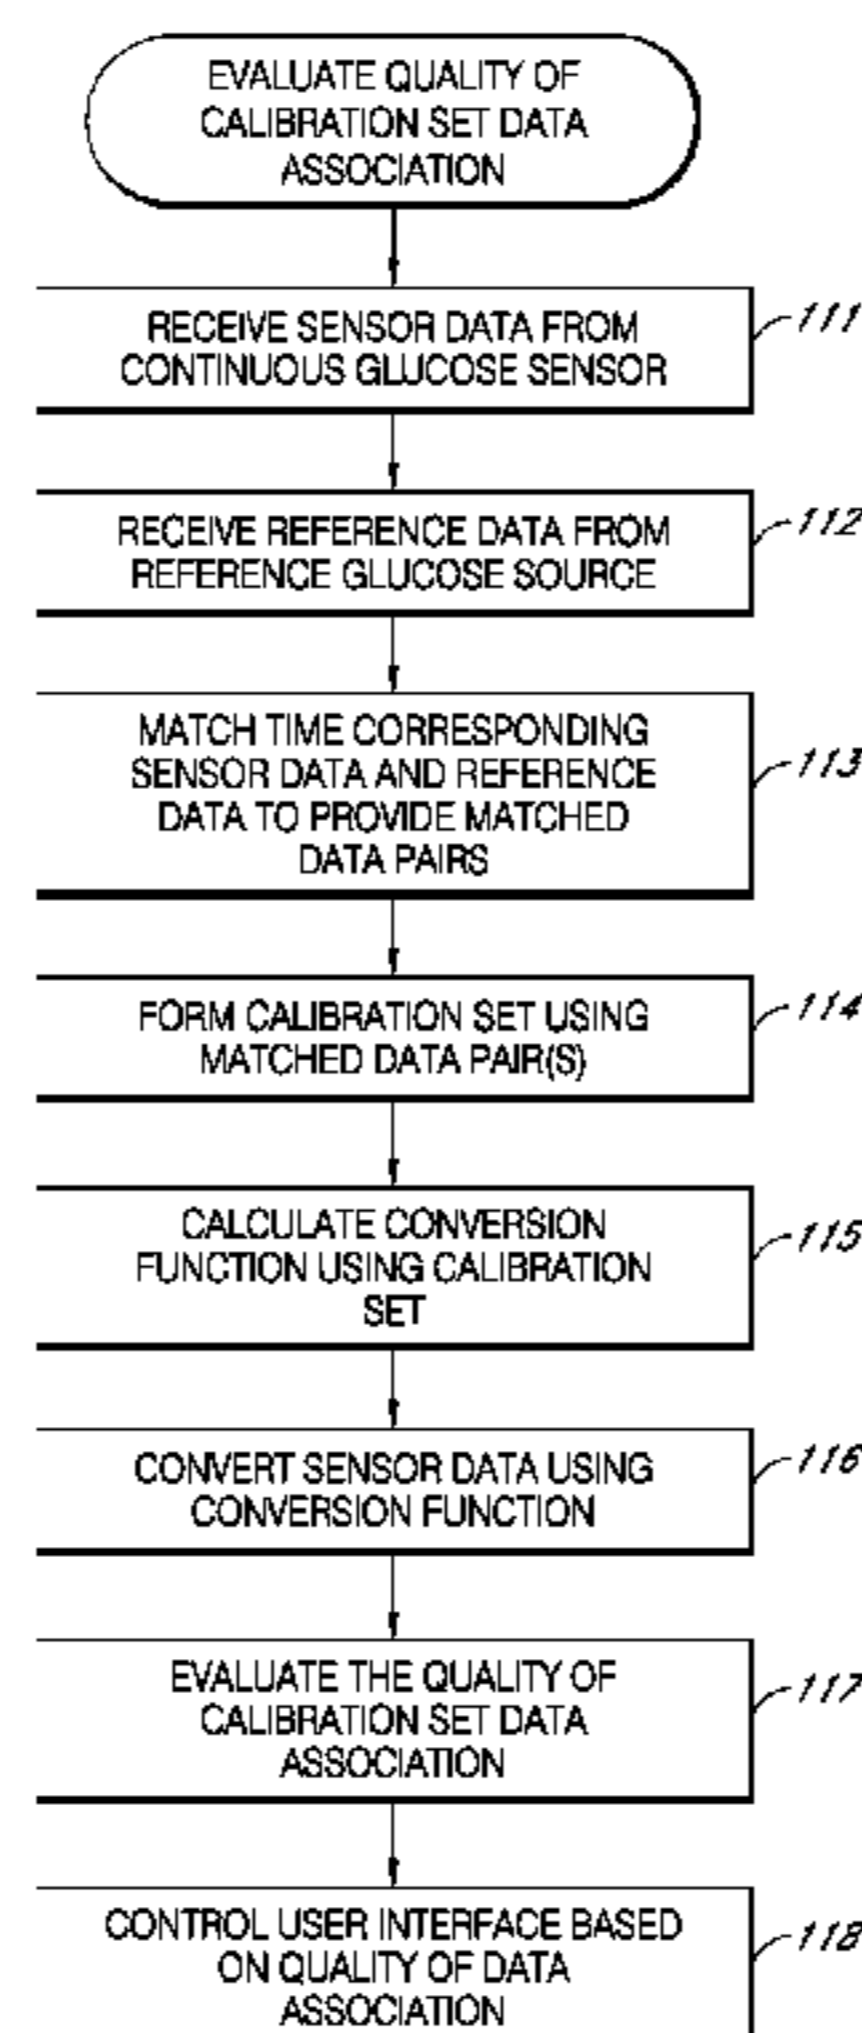 EVALUATE QUALITY OF
CALIBRATION SET DATA
ASSOCIATION
RECEIVE SENSOR DATA FROM
CONTINUOUS GLUCOSE SENSOR
111
RECEIVE REFERENCE DATA FROM
REFERENCE GLUCOSE SOURCE
112
MATCH TIME CORRESPONDING
SENSOR DATA AND REFERENCE
DATA TO PROVIDE MATCHED
DATA PAIRS
113
FORM CALIBRATION SET USING
MATCHED DATA PAIR(S)
114
CALCULATE CONVERSION
FUNCTION USING CALIBRATION
SET
115
CONVERT SENSOR DATA USING
CONVERSION FUNCTION
116
EVALUATE THE QUALITY OF
CALIBRATION SET DATA
ASSOCIATION
117
CONTROL USER INTERFACE BASED
ON QUALITY OF DATA
ASSOCIATION
118